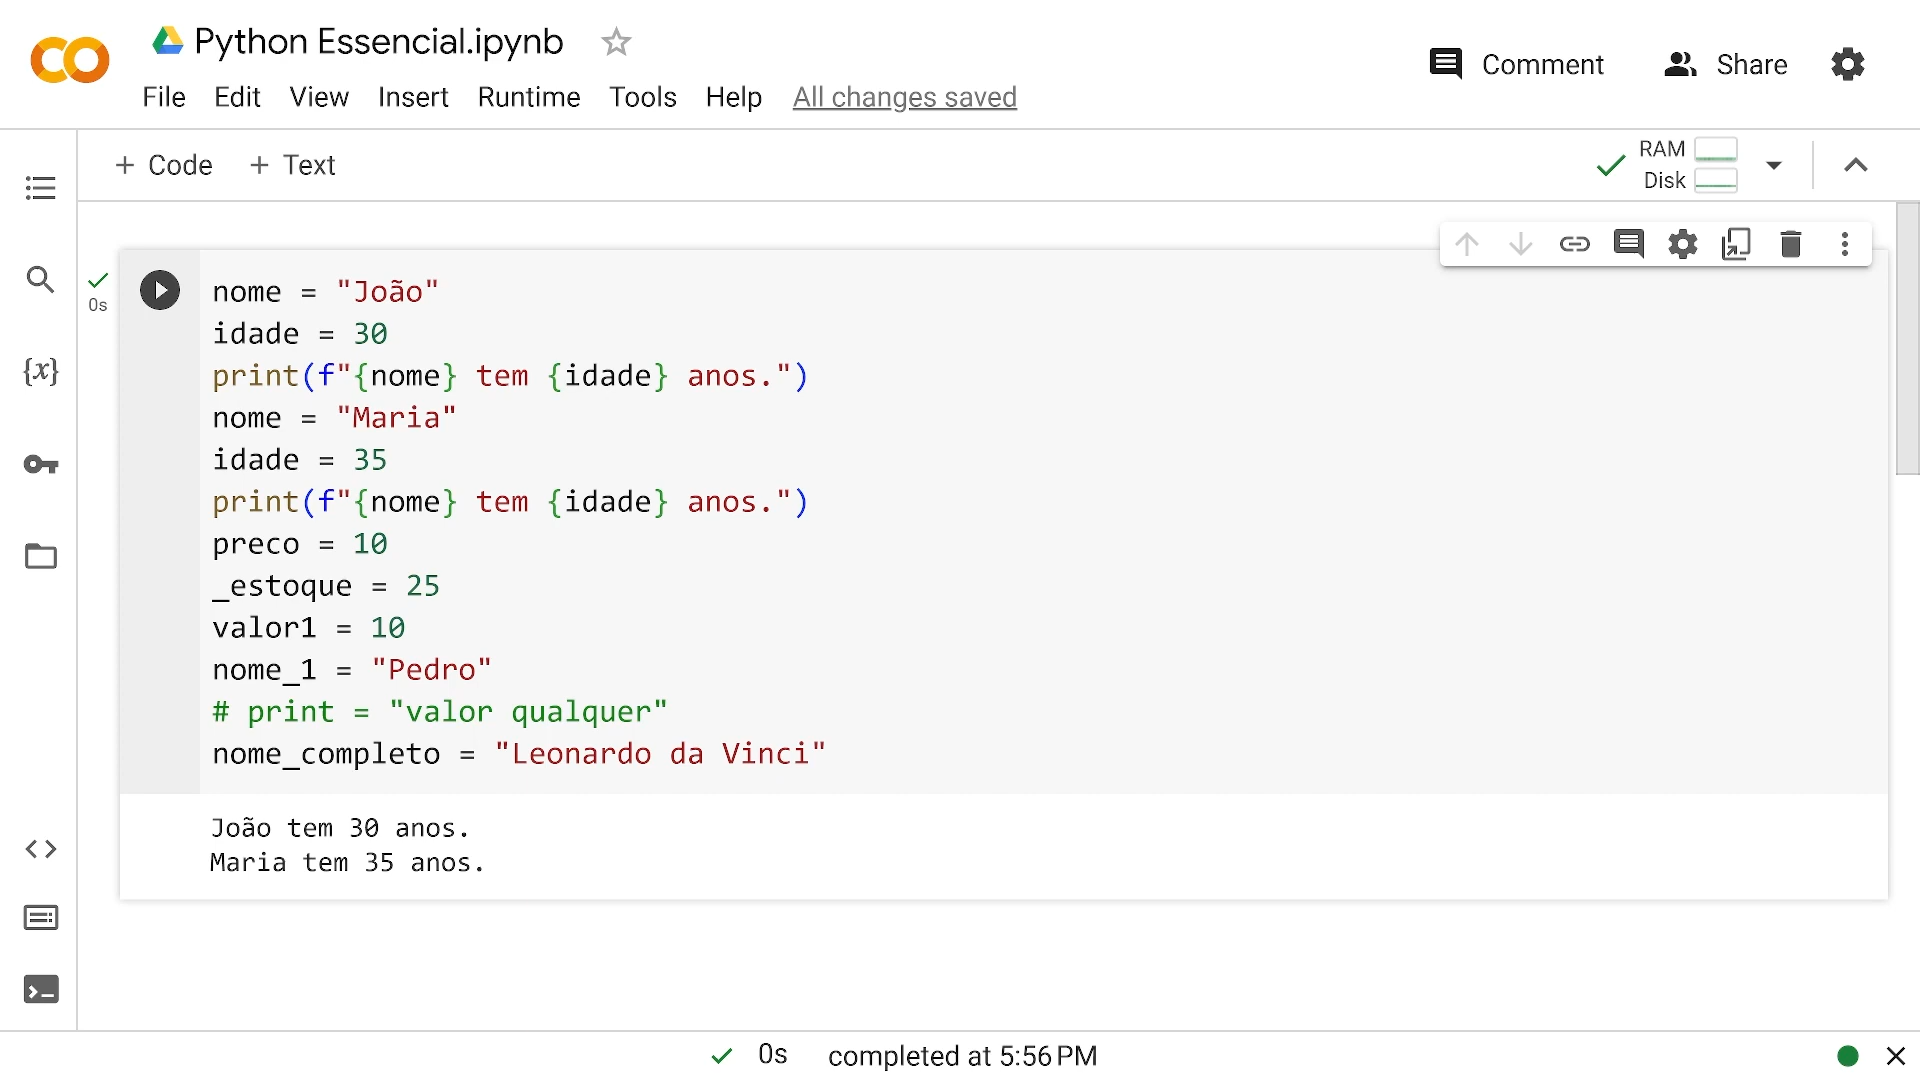 Python Essencial.ipynb
Comment
Share
File Edit View Insert Runtime Tools Help All changes saved
+ Code + Text
RAM
Disk
{x}
0s
nome = "João"
idade = 30
print(f"{nome} tem {idade} anos.")
nome = "Maria"
idade = 35
print(f"{nome} tem {idade} anos.")
preco = 10
_estoque = 25
valor1 = 10
nome_1 = "Pedro"
# print = "valor qualquer"
nome_completo = "Leonardo da Vinci"
João tem 30 anos.
Maria tem 35 anos.
0s completed at 5:56 PM